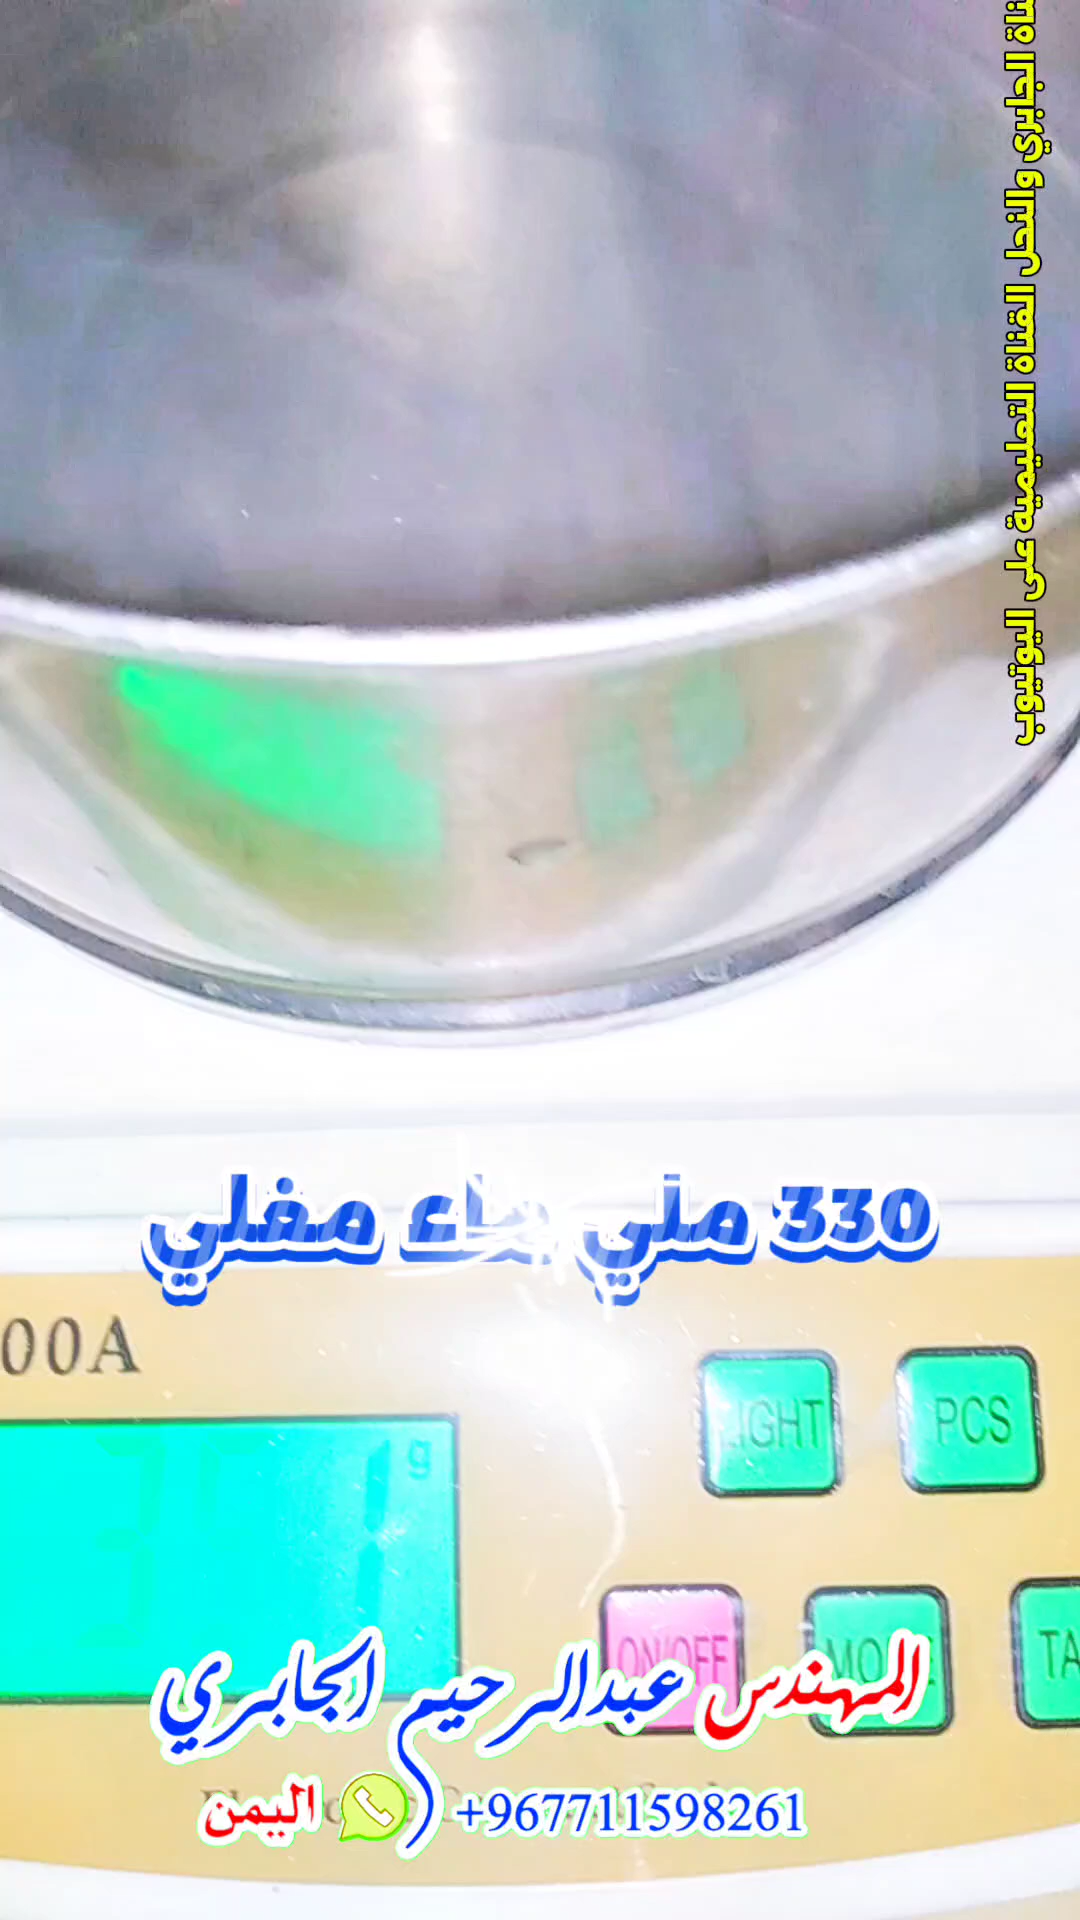 قناة الجابري والنحل القناة التعليمية على اليوتيوب
330 ملي ماء مغلي
00A
LIGHT
PCS
g
ON/OFF
المهندس عبدالرحيم الجابري
اليمن +967711598261